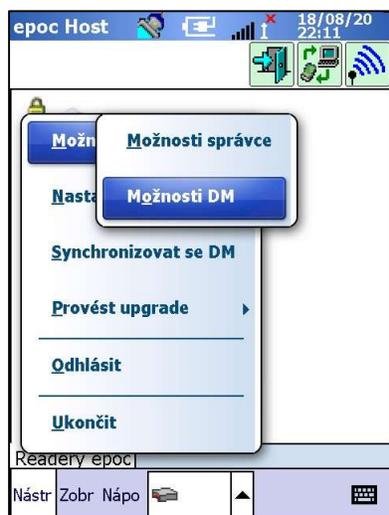 epoc Host 18/08/20
22:11
Možn
Možnosti správce
Nasta
Možnosti DM
Synchronizovat se DM
Provést upgrade
Odhlásit
Ukončit
Readery epoc
Nástr Zobr Nápo